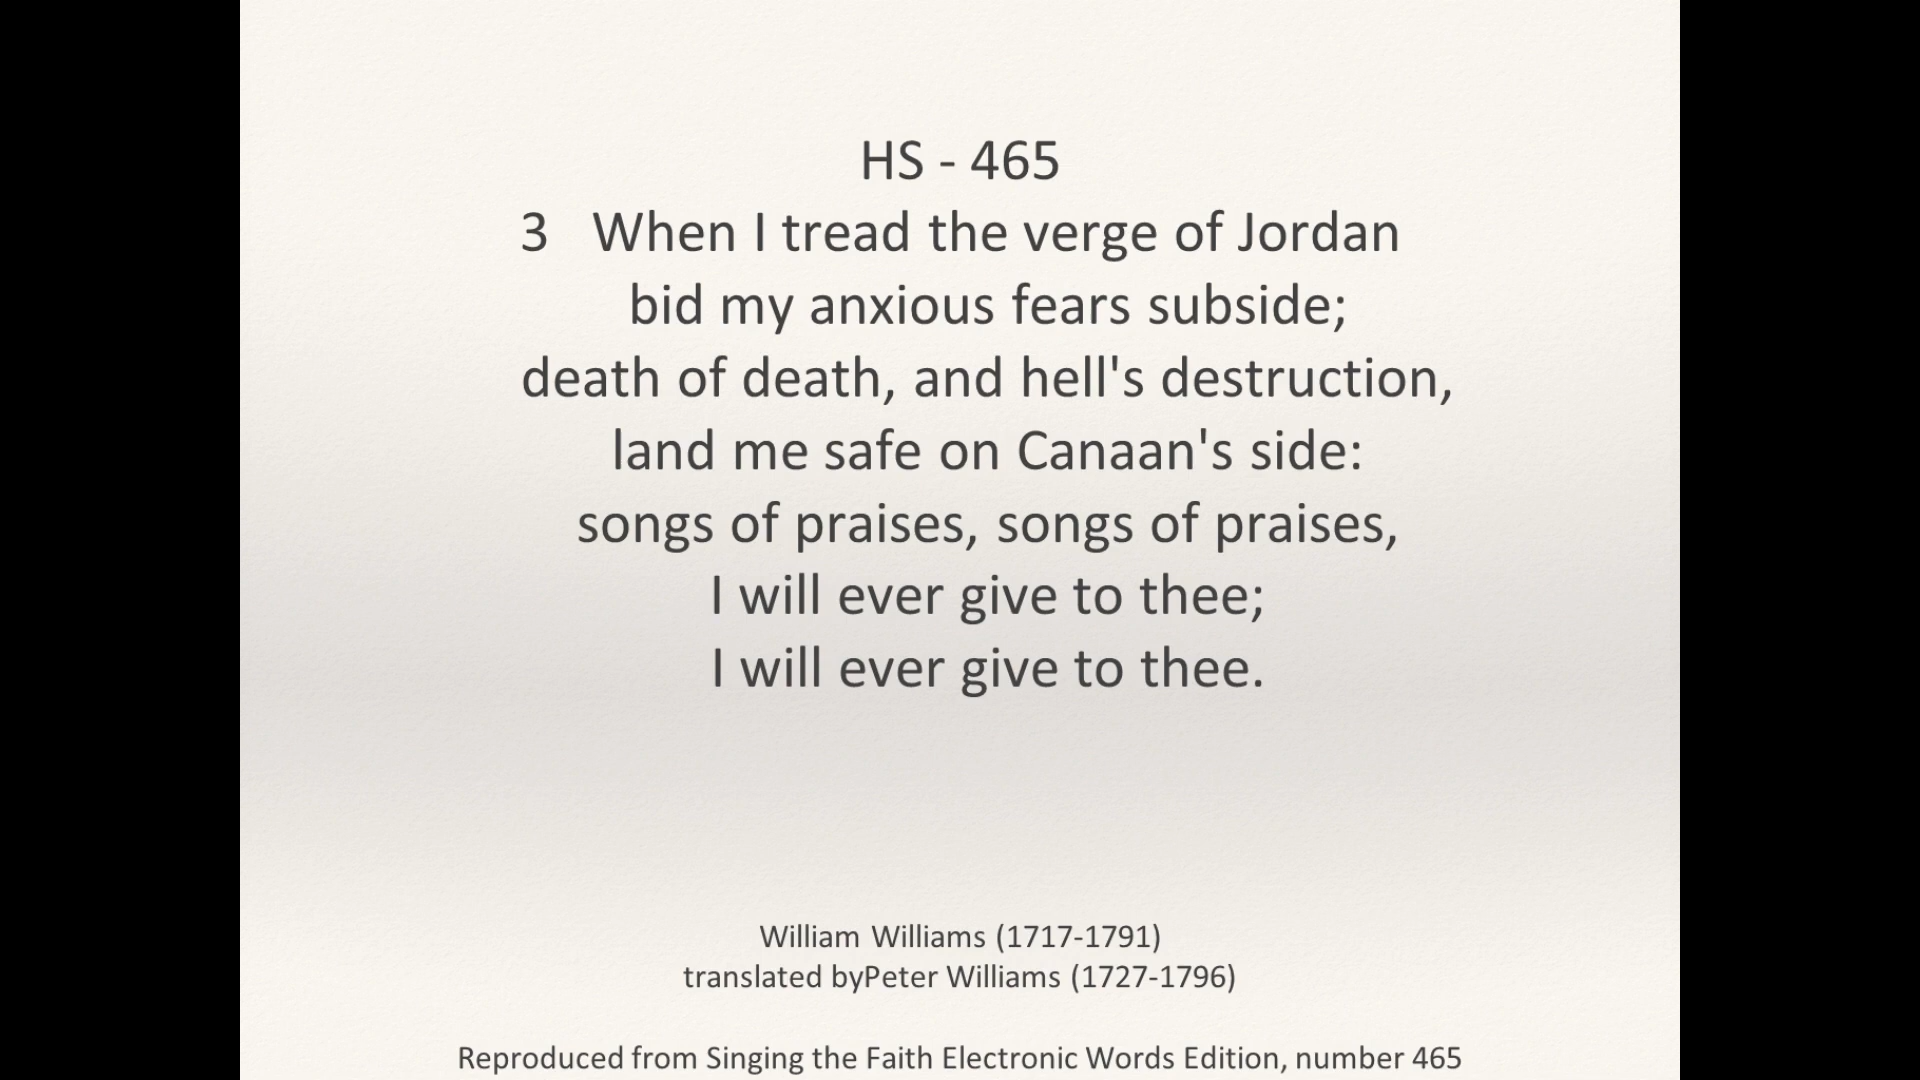 HS - 465
3 When I tread the verge of Jordan
bid my anxious fears subside;
death of death, and hell's destruction,
land me safe on Canaan's side:
songs of praises, songs of praises,
I will ever give to thee;
I will ever give to thee.
William Williams (1717-1791)
translated byPeter Williams (1727-1796)
Reproduced from Singing the Faith Electronic Words Edition, number 465